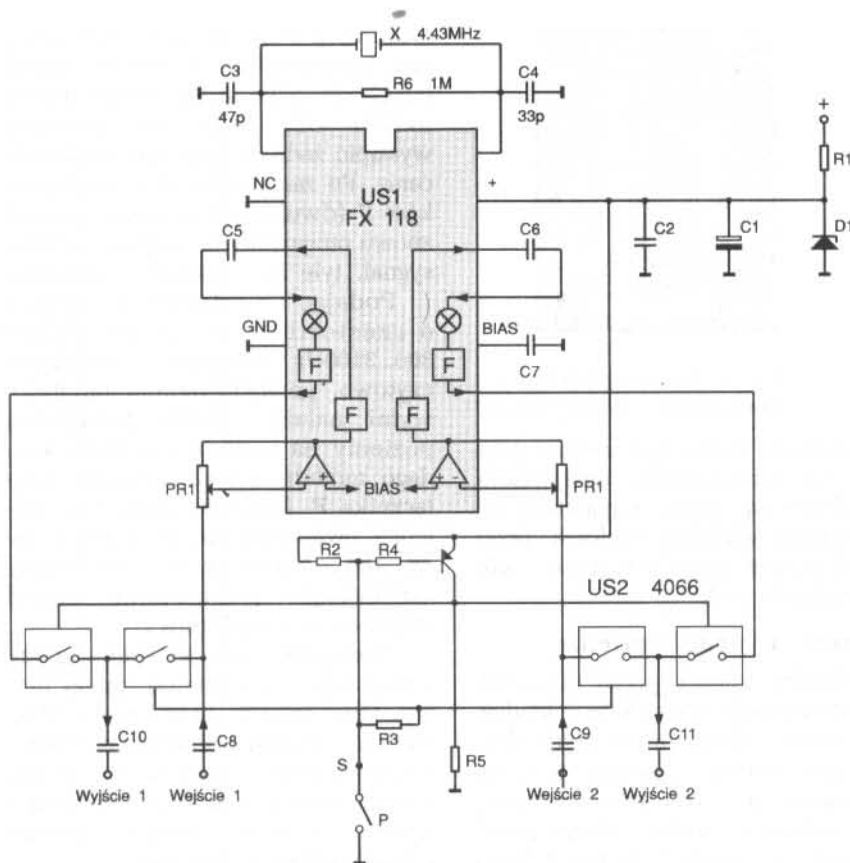 X 4.43MHz
C3
R6 1M
C4
47p
33p
+
R1
NC
US1
FX 118
+
C5
C6
C2
C1
D1
GND
BIAS
F
F
C7
F
F
PR1
- +
BIAS
+ -
PR1
R2
R4
US2 4066
R3
C10
C8
S
R5
C9
C11
Wyjście 1
Wejście 1
P
Wejście 2
Wyjście 2